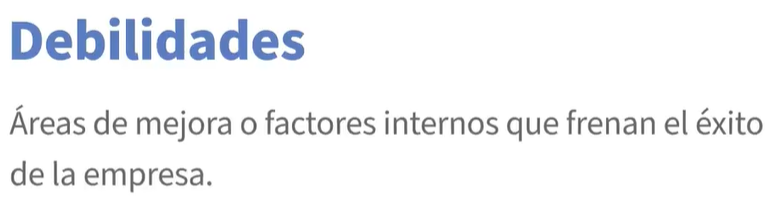 Debilidades
Áreas de mejora o factores internos que frenan el éxito
de la empresa.